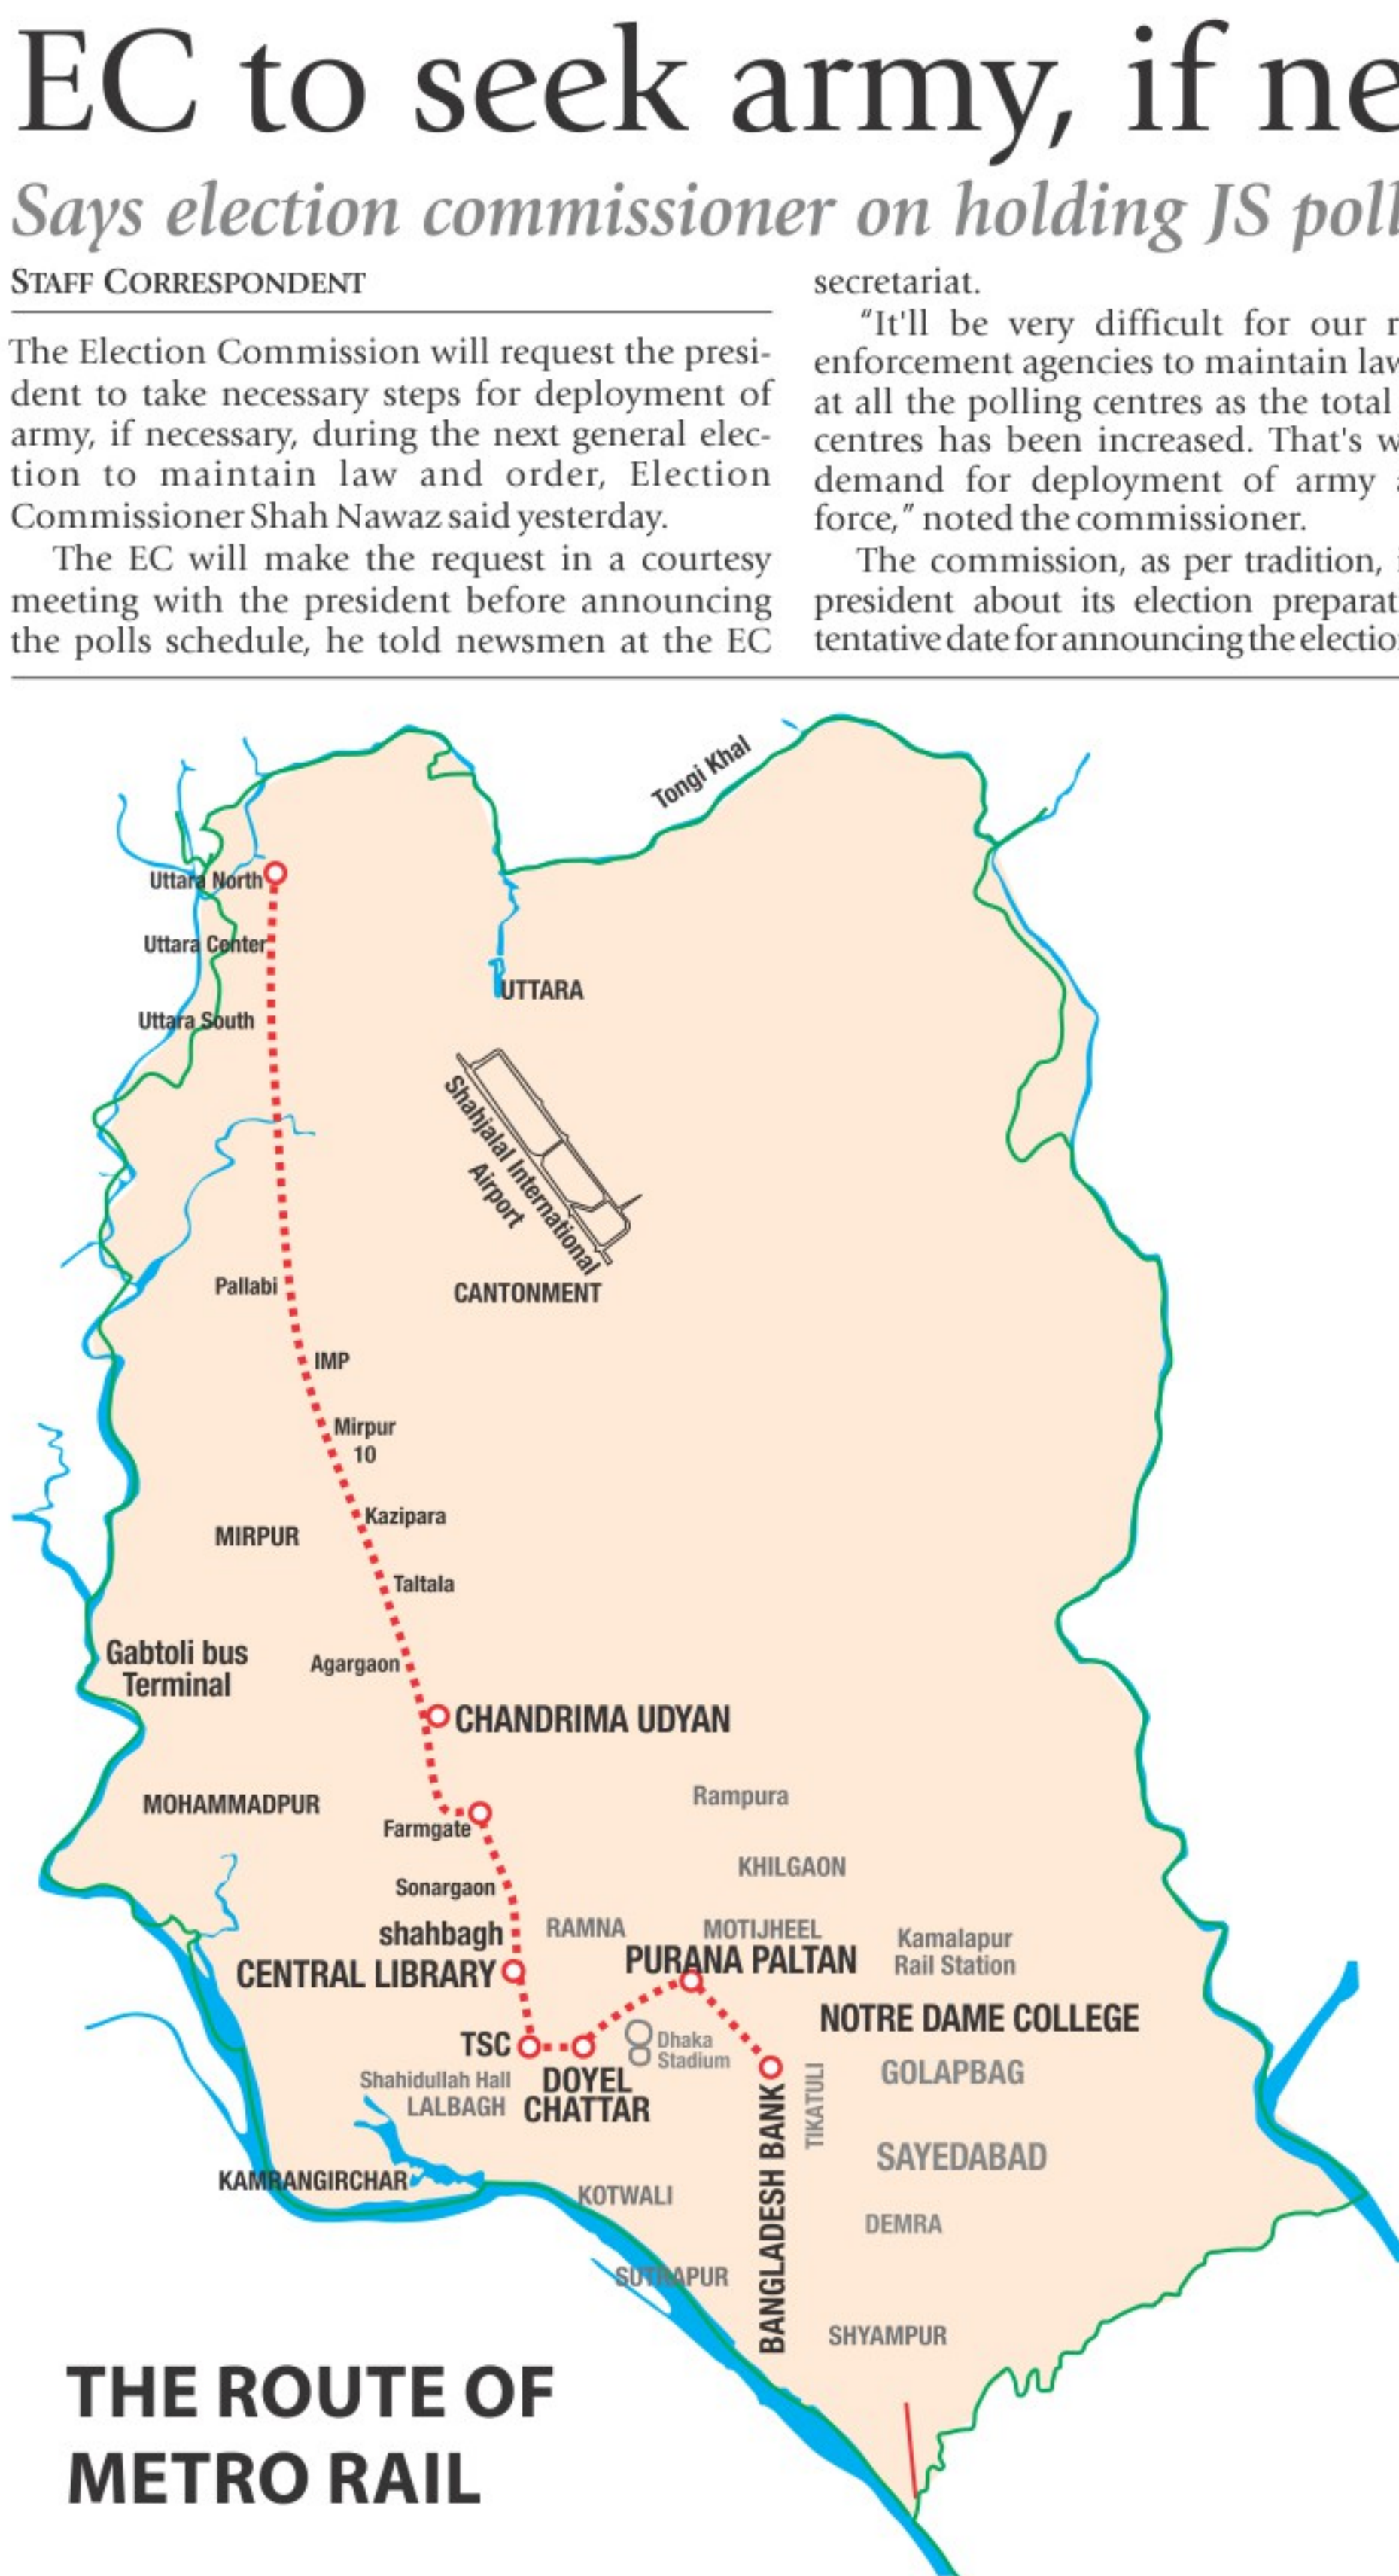 EC to seek army, if ne
Says election commissioner on holding JS poll
STAFF CORRESPONDENT
The Election Commission will request the presi-
dent to take necessary steps for deployment of
army, if necessary, during the next general elec-
tion to maintain law and order, Election
Commissioner Shah Nawaz said yesterday.
The EC will make the request in a courtesy
meeting with the president before announcing
the polls schedule, he told newsmen at the EC
secretariat.
“It'll be very difficult for our r
enforcement agencies to maintain law
at all the polling centres as the total
centres has been increased. That's w
demand for deployment of army a
force,” noted the commissioner.
The commission, as per tradition, i
president about its election preparat
tentative date for announcing the electio
Tongi Khal
Uttara North
Uttara Conter
UTTARA
Uttara South
Shahjalal International
Airport
Pallabi
CANTONMENT
IMP
Mirpur
10
Kazipara
MIRPUR
Taltala
Gabtoli bus
Terminal
Agargaon
CHANDRIMA UDYAN
Rampura
MOHAMMADPUR
Farmgate
KHILGAON
Sonargaon
shahbagh
RAMNA
MOTIJHEEL
Kamalapur
Rail Station
PURANA PALTAN
CENTRAL LIBRARY
NOTRE DAME COLLEGE
TSC
Dhaka
Stadium
DOYEL
CHATTAR
Shahidullah Hall
LALBAGH
BANGLADESH BANK
TIKATULI
GOLAPBAG
SAYEDABAD
KAMRANGIRCHAR
KOTWALI
DEMRA
SUTRAPUR
SHYAMPUR
THE ROUTE OF
METRO RAIL